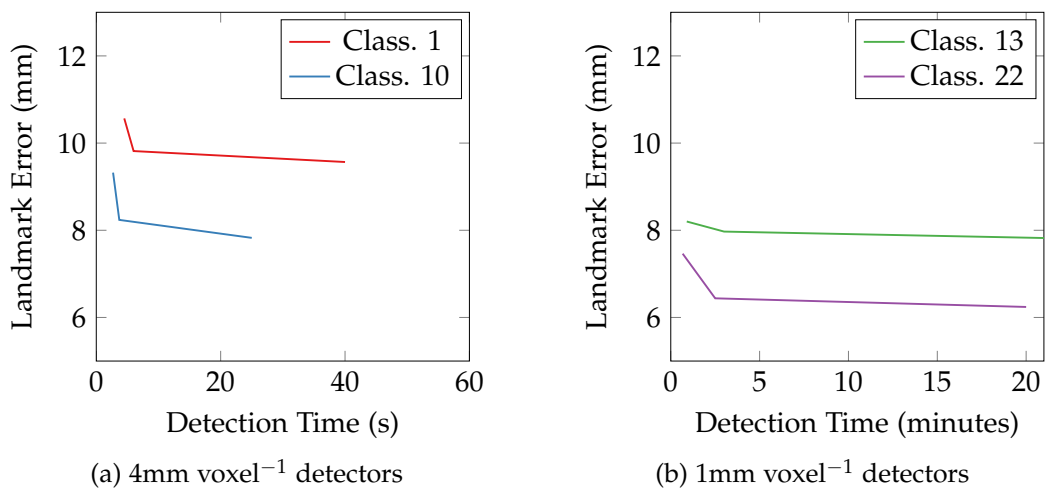 Landmark Error (mm)
12
10
8
6
0
20
40
60
Detection Time (s)
Class. 1
Class. 10
(a) 4mm voxel⁻¹ detectors
Landmark Error (mm)
12
10
8
6
0
5
10
15
20
Detection Time (minutes)
Class. 13
Class. 22
(b) 1mm voxel⁻¹ detectors